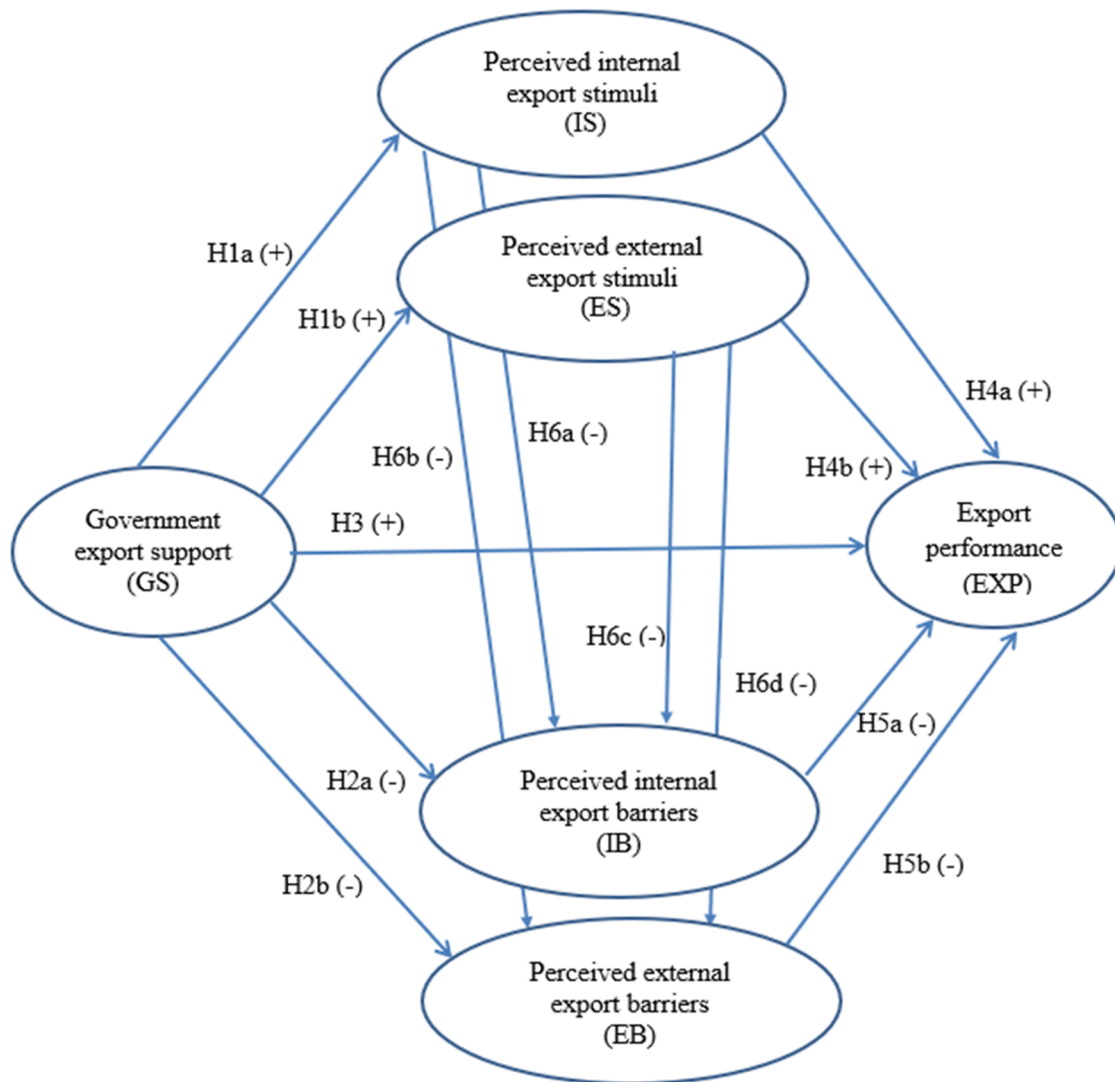 Perceived internal
export stimuli
(IS)
H1a (+)
Perceived external
export stimuli
(ES)
H1b (+)
H4a (+)
H6a (-)
H6b (-)
H4b (+)
Government
export support
(GS)
H3 (+)
Export
performance
(EXP)
H6c (-)
H6d (-)
H5a (-)
H2a (-)
Perceived internal
export barriers
(IB)
H5b (-)
H2b (-)
Perceived external
export barriers
(EB)